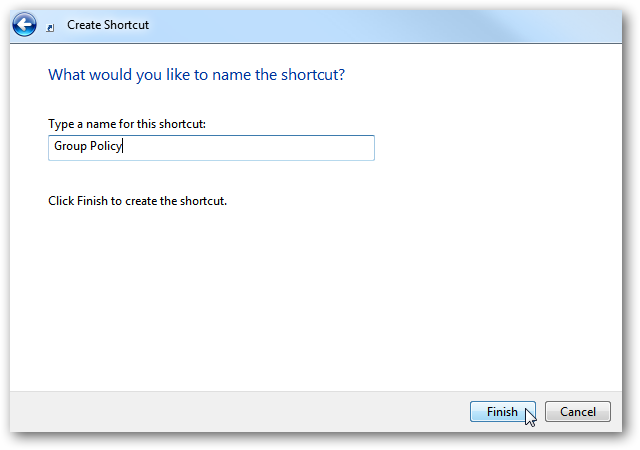 Create Shortcut
What would you like to name the shortcut?
Type a name for this shortcut:
Group Policy
Click Finish to create the shortcut.
Finish Cancel